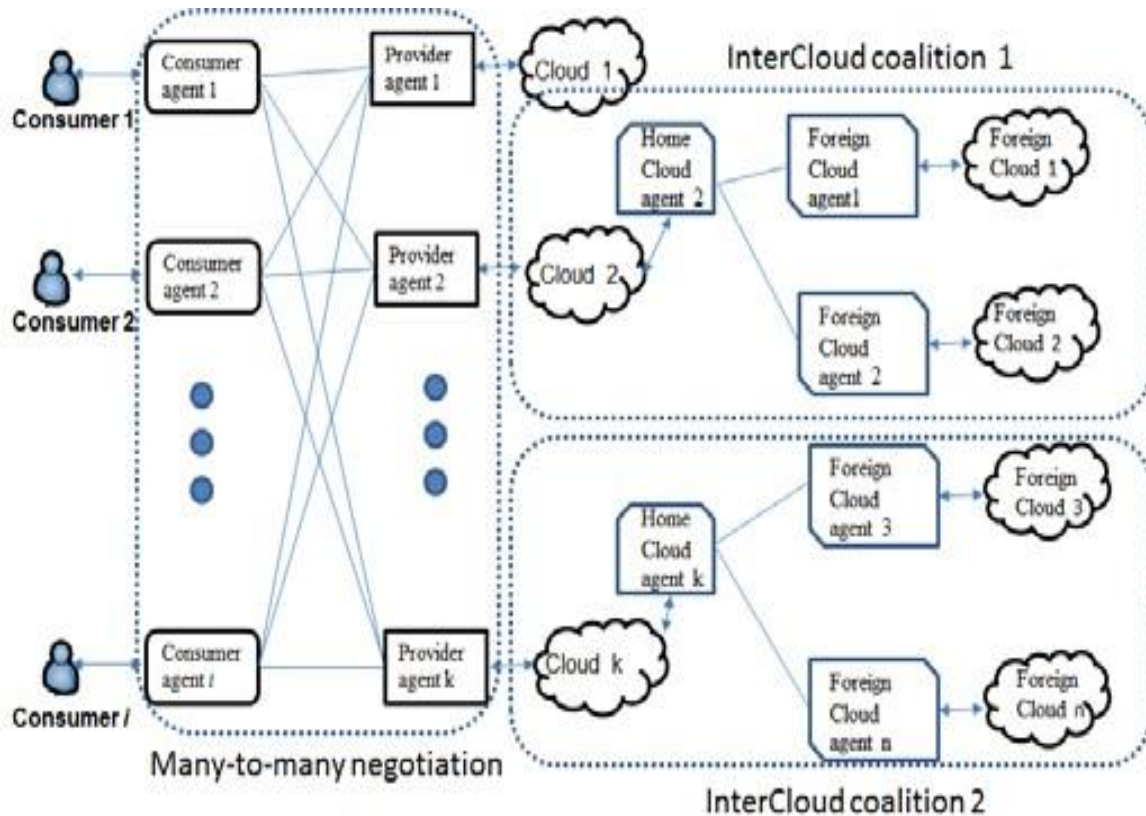 Consumer 1
Consumer
agent 1
Provider
agent 1
Cloud 1
Consumer 2
Consumer
agent 2
Provider
agent 2
Cloud 2
Consumer i
Consumer
agent i
Provider
agent k
Cloud k
Many-to-many negotiation
InterCloud coalition 1
Home
Cloud
agent 2
Foreign
Cloud
agent1
Foreign
Cloud 1
Foreign
Cloud
agent 2
Foreign
Cloud 2
Home
Cloud
agent k
Foreign
Cloud
agent 3
Foreign
Cloud 3
Foreign
Cloud
agent n
Foreign
Cloud n
InterCloud coalition 2